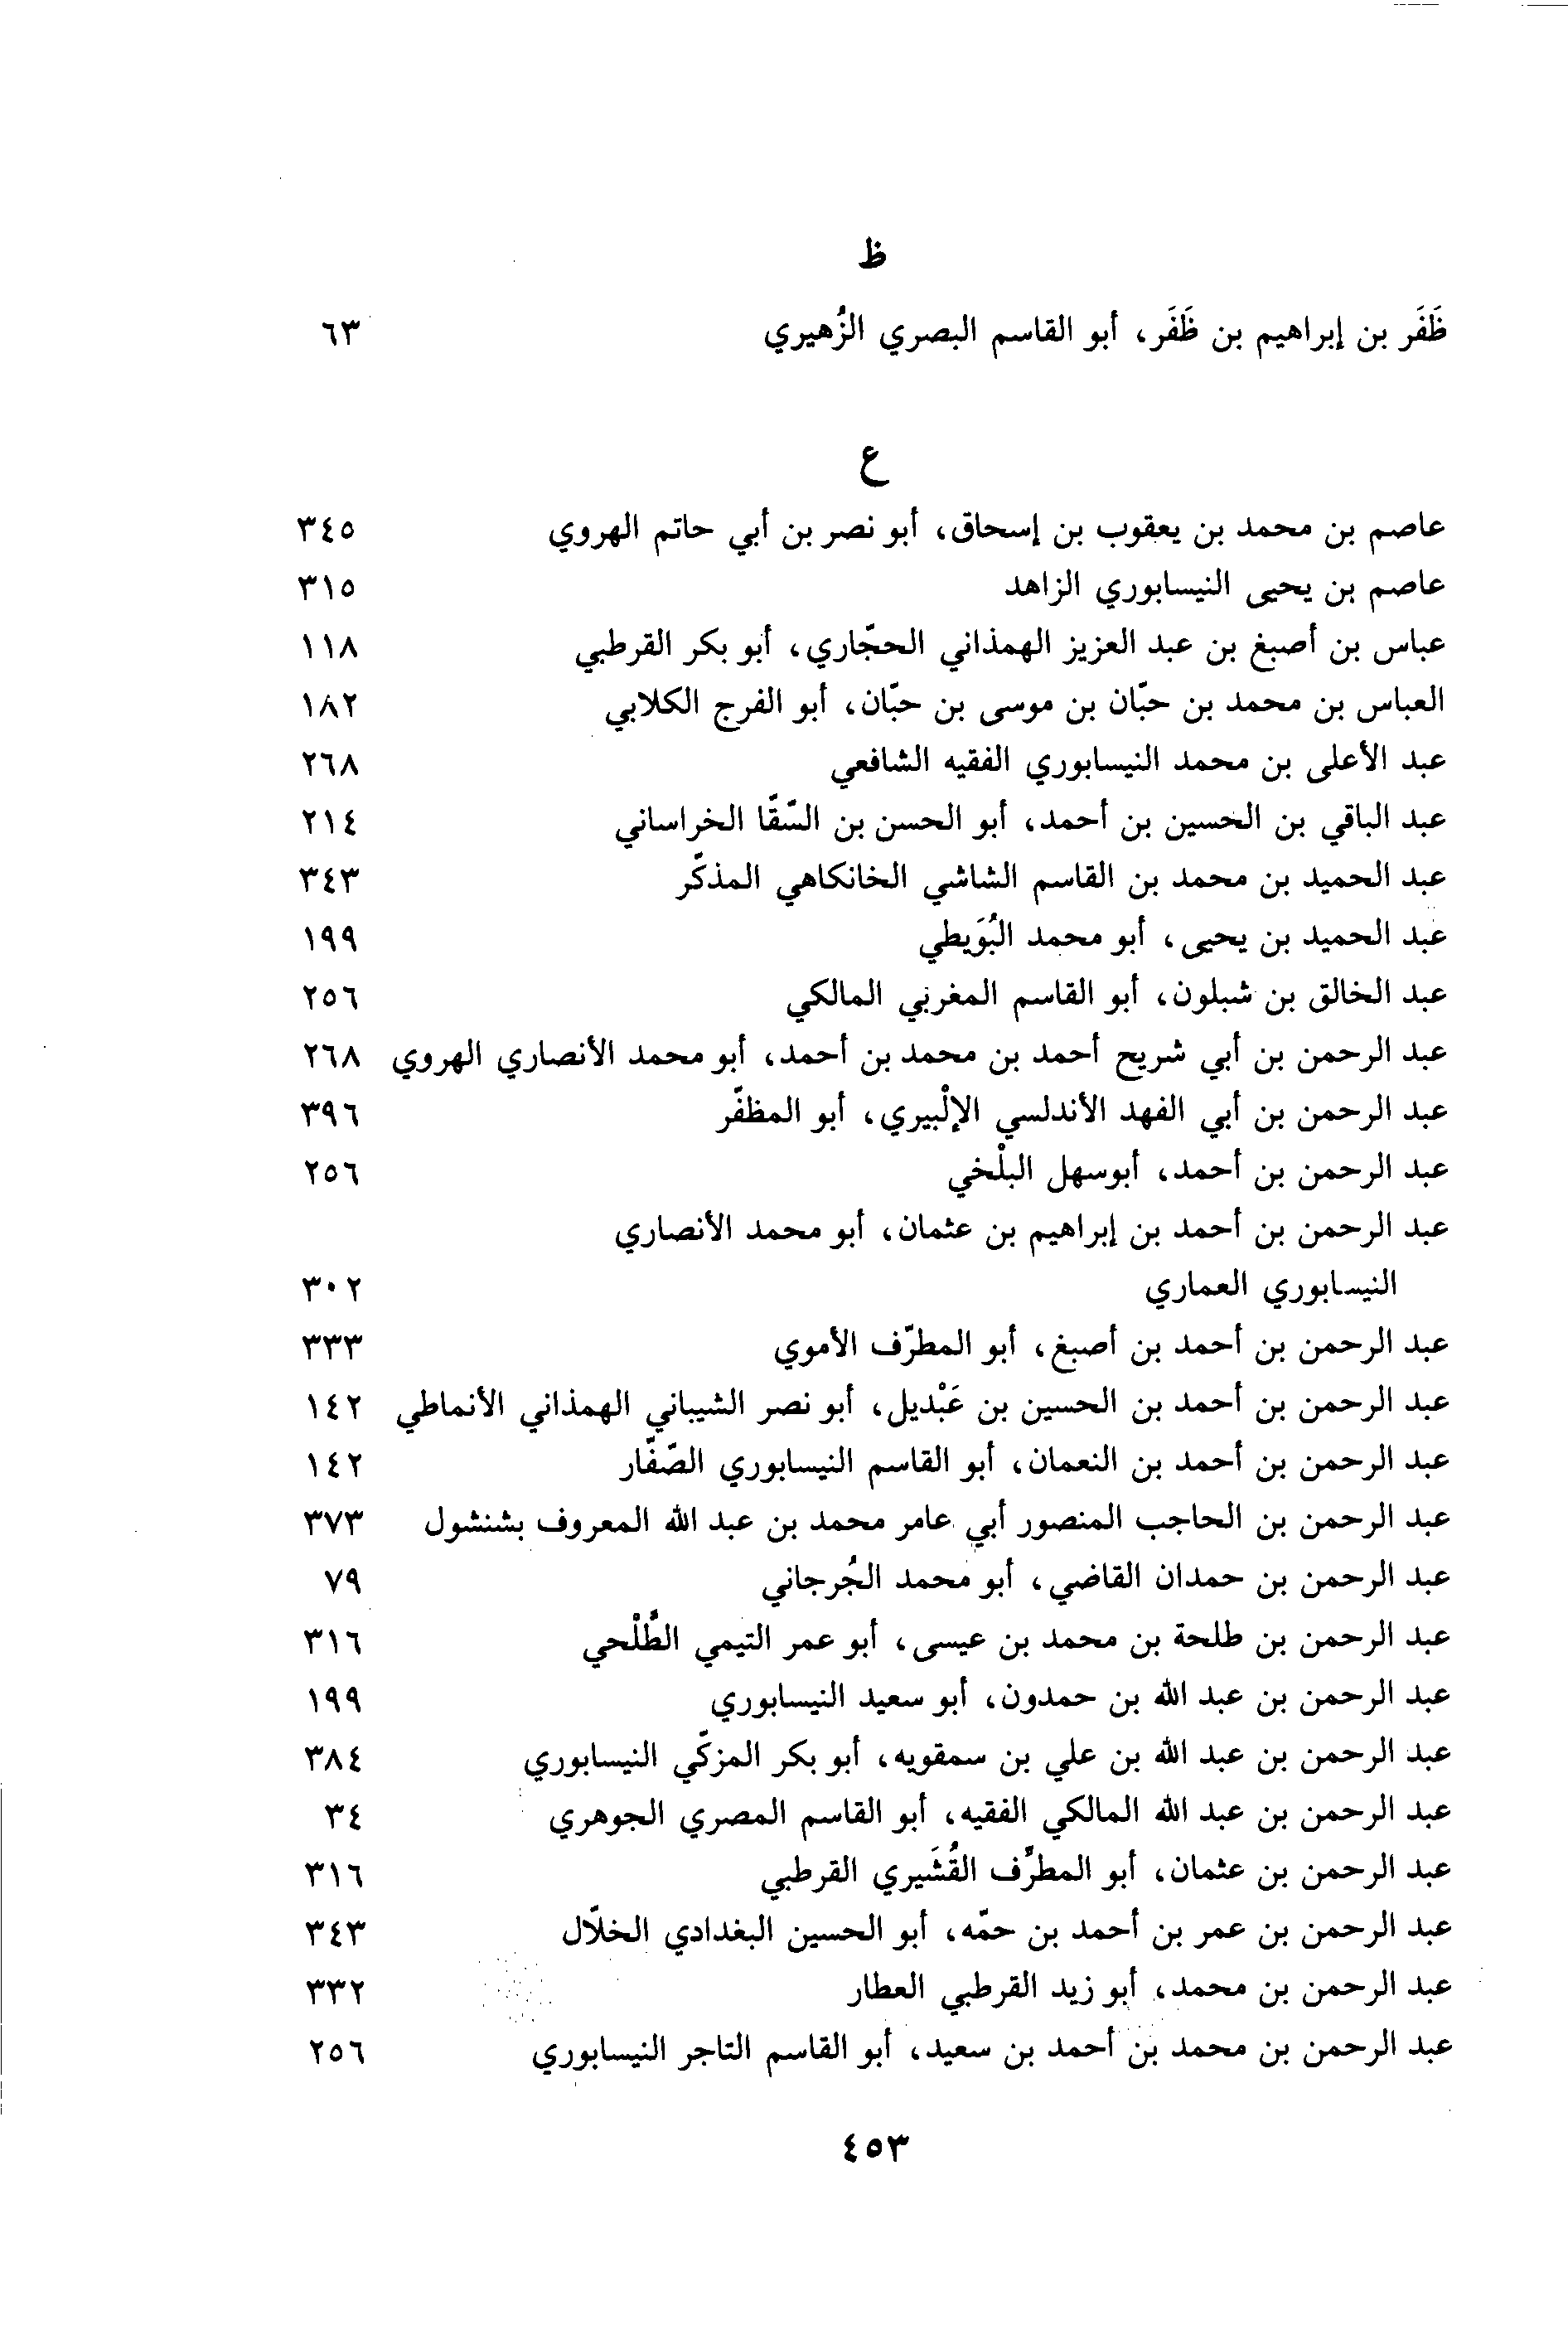 ظ
ظَفَر بن إبراهيم بن ظَفَر، أبو القاسم البصري الزُهيري ٦٣
ع
عاصم بن محمد بن يعقوب بن إسحاق، أبو نصر بن أبي حاتم الهروي ٣٤٥
عاصم بن يحيى النيسابوري الزاهد ٣١٥
عباس بن أصبغ بن عبد العزيز الهمذاني الحجّاري، أبو بكر القرطبي ١١٨
العباس بن محمد بن حبّان بن موسى بن حبّان، أبو الفرج الكلابي ١٨٢
عبد الأعلى بن محمد النيسابوري الفقيه الشافعي ٢٦٨
عبد الباقي بن الحسين بن أحمد، أبو الحسن بن السّقّا الخراساني ٢١٤
عبد الحميد بن محمد بن القاسم الشاشي الخانكاهي المذكّر ٣٤٣
عبد الحميد بن يحيى، أبو محمد البُوَيطي ١٩٩
عبد الخالق بن شبلون، أبو القاسم المغربي المالكي ٢٥٦
عبد الرحمن بن أبي شريح أحمد بن محمد بن أحمد، أبو محمد الأنصاري الهروي ٢٦٨
عبد الرحمن بن أبي الفهد الأندلسي الإلْبيري، أبو المظفّر ٣٩٦
عبد الرحمن بن أحمد، أبوسهل البلْخي ٢٥٦
عبد الرحمن بن أحمد بن إبراهيم بن عثمان، أبو محمد الأنصاري
النيسابوري العماري ٣٠٢
عبد الرحمن بن أحمد بن أصبغ، أبو المطرّف الأموي ٣٣٣
عبد الرحمن بن أحمد بن الحسين بن عَبْديل، أبو نصر الشيباني الهمذاني الأنماطي ١٤٢
عبد الرحمن بن أحمد بن النعمان، أبو القاسم النيسابوري الصّفّار ١٤٢
عبد الرحمن بن الحاجب المنصور أبي عامر محمد بن عبد الله المعروف بشنشول ٣٧٣
عبد الرحمن بن حمدان القاضي، أبو محمد الجُرجاني ٧٩
عبد الرحمن بن طلحة بن محمد بن عيسى، أبو عمر التيمي الطَّلْحي ٣١٦
عبد الرحمن بن عبد الله بن حمدون، أبو سعيد النيسابوري ١٩٩
عبد الرحمن بن عبد الله بن علي بن سمقويه، أبو بكر المزكّي النيسابوري ٣٨٤
عبد الرحمن بن عبد الله المالكي الفقيه، أبو القاسم المصري الجوهري ٣٤
عبد الرحمن بن عثمان، أبو المطرِّف القُشَيري القرطبي ٣١٦
عبد الرحمن بن عمر بن أحمد بن حمّه، أبو الحسين البغدادي الخلّال ٣٤٣
عبد الرحمن بن محمد، أبو زيد القرطبي العطار ٣٣٢
عبد الرحمن بن محمد بن أحمد بن سعيد، أبو القاسم التاجر النيسابوري ٢٥٦
٤٥٣